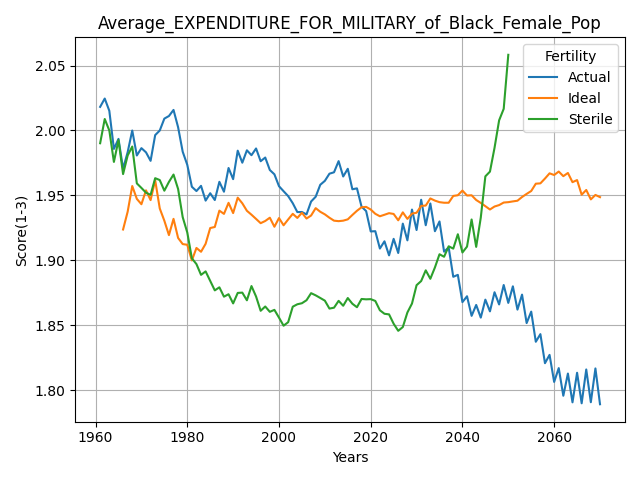 Average_EXPENDITURE_FOR_MILITARY_of_Black_Female_Pop
Fertility
Actual
Ideal
Sterile
Score(1-3)
2.05
2.00
1.95
1.90
1.85
1.80
1960
1980
2000
2020
2040
2060
Years